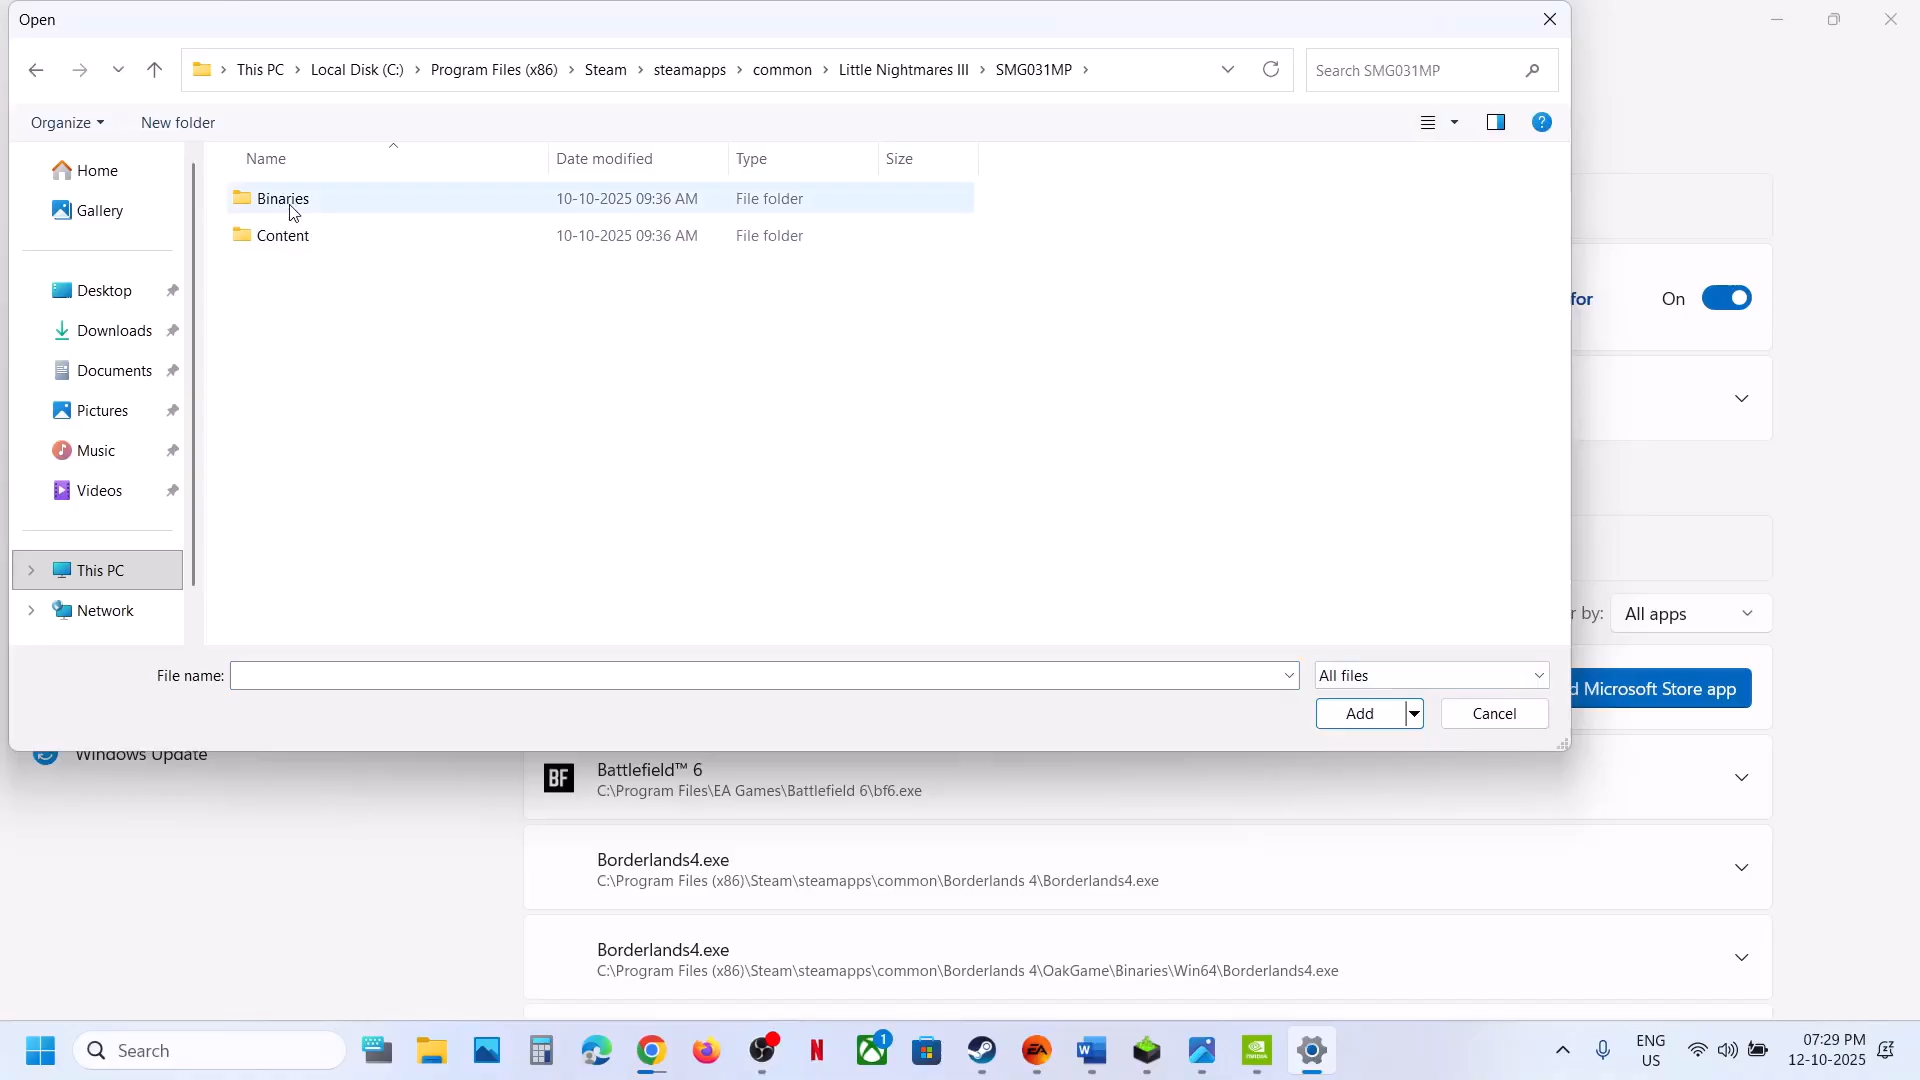 Open
This PC > Local Disk (C:) > Program Files (x86) > Steam > steamapps > common > Little Nightmares III > SMG031MP >
Search SMG031MP
Organize
New folder
Name
Date modified
Type
Size
Home
Gallery
Desktop
Downloads
Documents
Pictures
Music
Videos
This PC
Network
Binaries 10-10-2025 09:36 AM File folder
Content 10-10-2025 09:36 AM File folder
File name:
All files
Add
Cancel
for
On
r by:
All apps
d Microsoft Store app
Windows Update
BF
Battlefield™ 6
C:\Program Files\EA Games\Battlefield 6\bf6.exe
Borderlands4.exe
C:\Program Files (x86)\Steam\steamapps\common\Borderlands 4\Borderlands4.exe
Borderlands4.exe
C:\Program Files (x86)\Steam\steamapps\common\Borderlands 4\OakGame\Binaries\Win64\Borderlands4.exe
Search
1
ENG
US
07:29 PM
12-10-2025